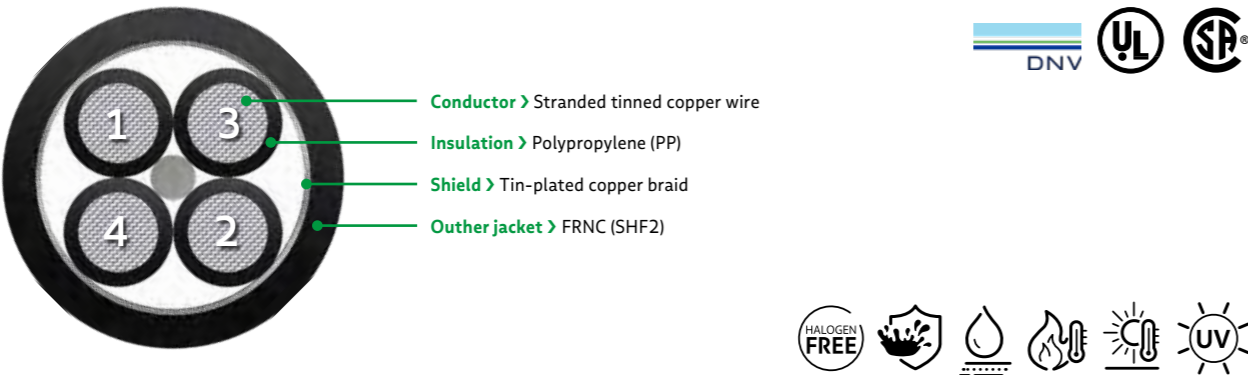 DNV
UL
SA®
1
3
Conductor › Stranded tinned copper wire
Insulation › Polypropylene (PP)
Shield › Tin-plated copper braid
4
2
Outher jacket › FRNC (SHF2)
HALOGEN
FREE
UV